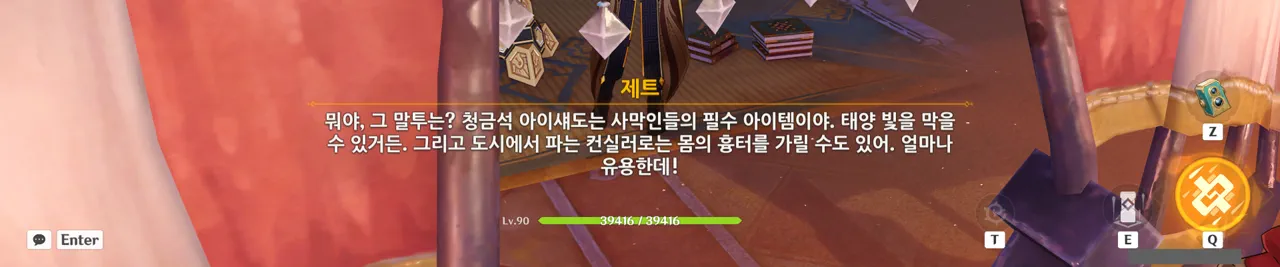 제트
뭐야, 그 말투는? 청금석 아이섀도는 사막인들의 필수 아이템이야. 태양 빛을 막을
수 있거든. 그리고 도시에서 파는 컨실러로는 몸의 흉터를 가릴 수도 있어. 얼마나
유용한데!
Lv.90 39416 / 39416
Enter
Z
T E Q